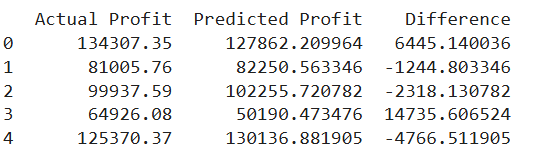 Actual Profit Predicted Profit Difference
0 134307.35 127862.209964 6445.140036
1 81005.76 82250.563346 -1244.803346
2 99937.59 102255.720782 -2318.130782
3 64926.08 50190.473476 14735.606524
4 125370.37 130136.881905 -4766.511905